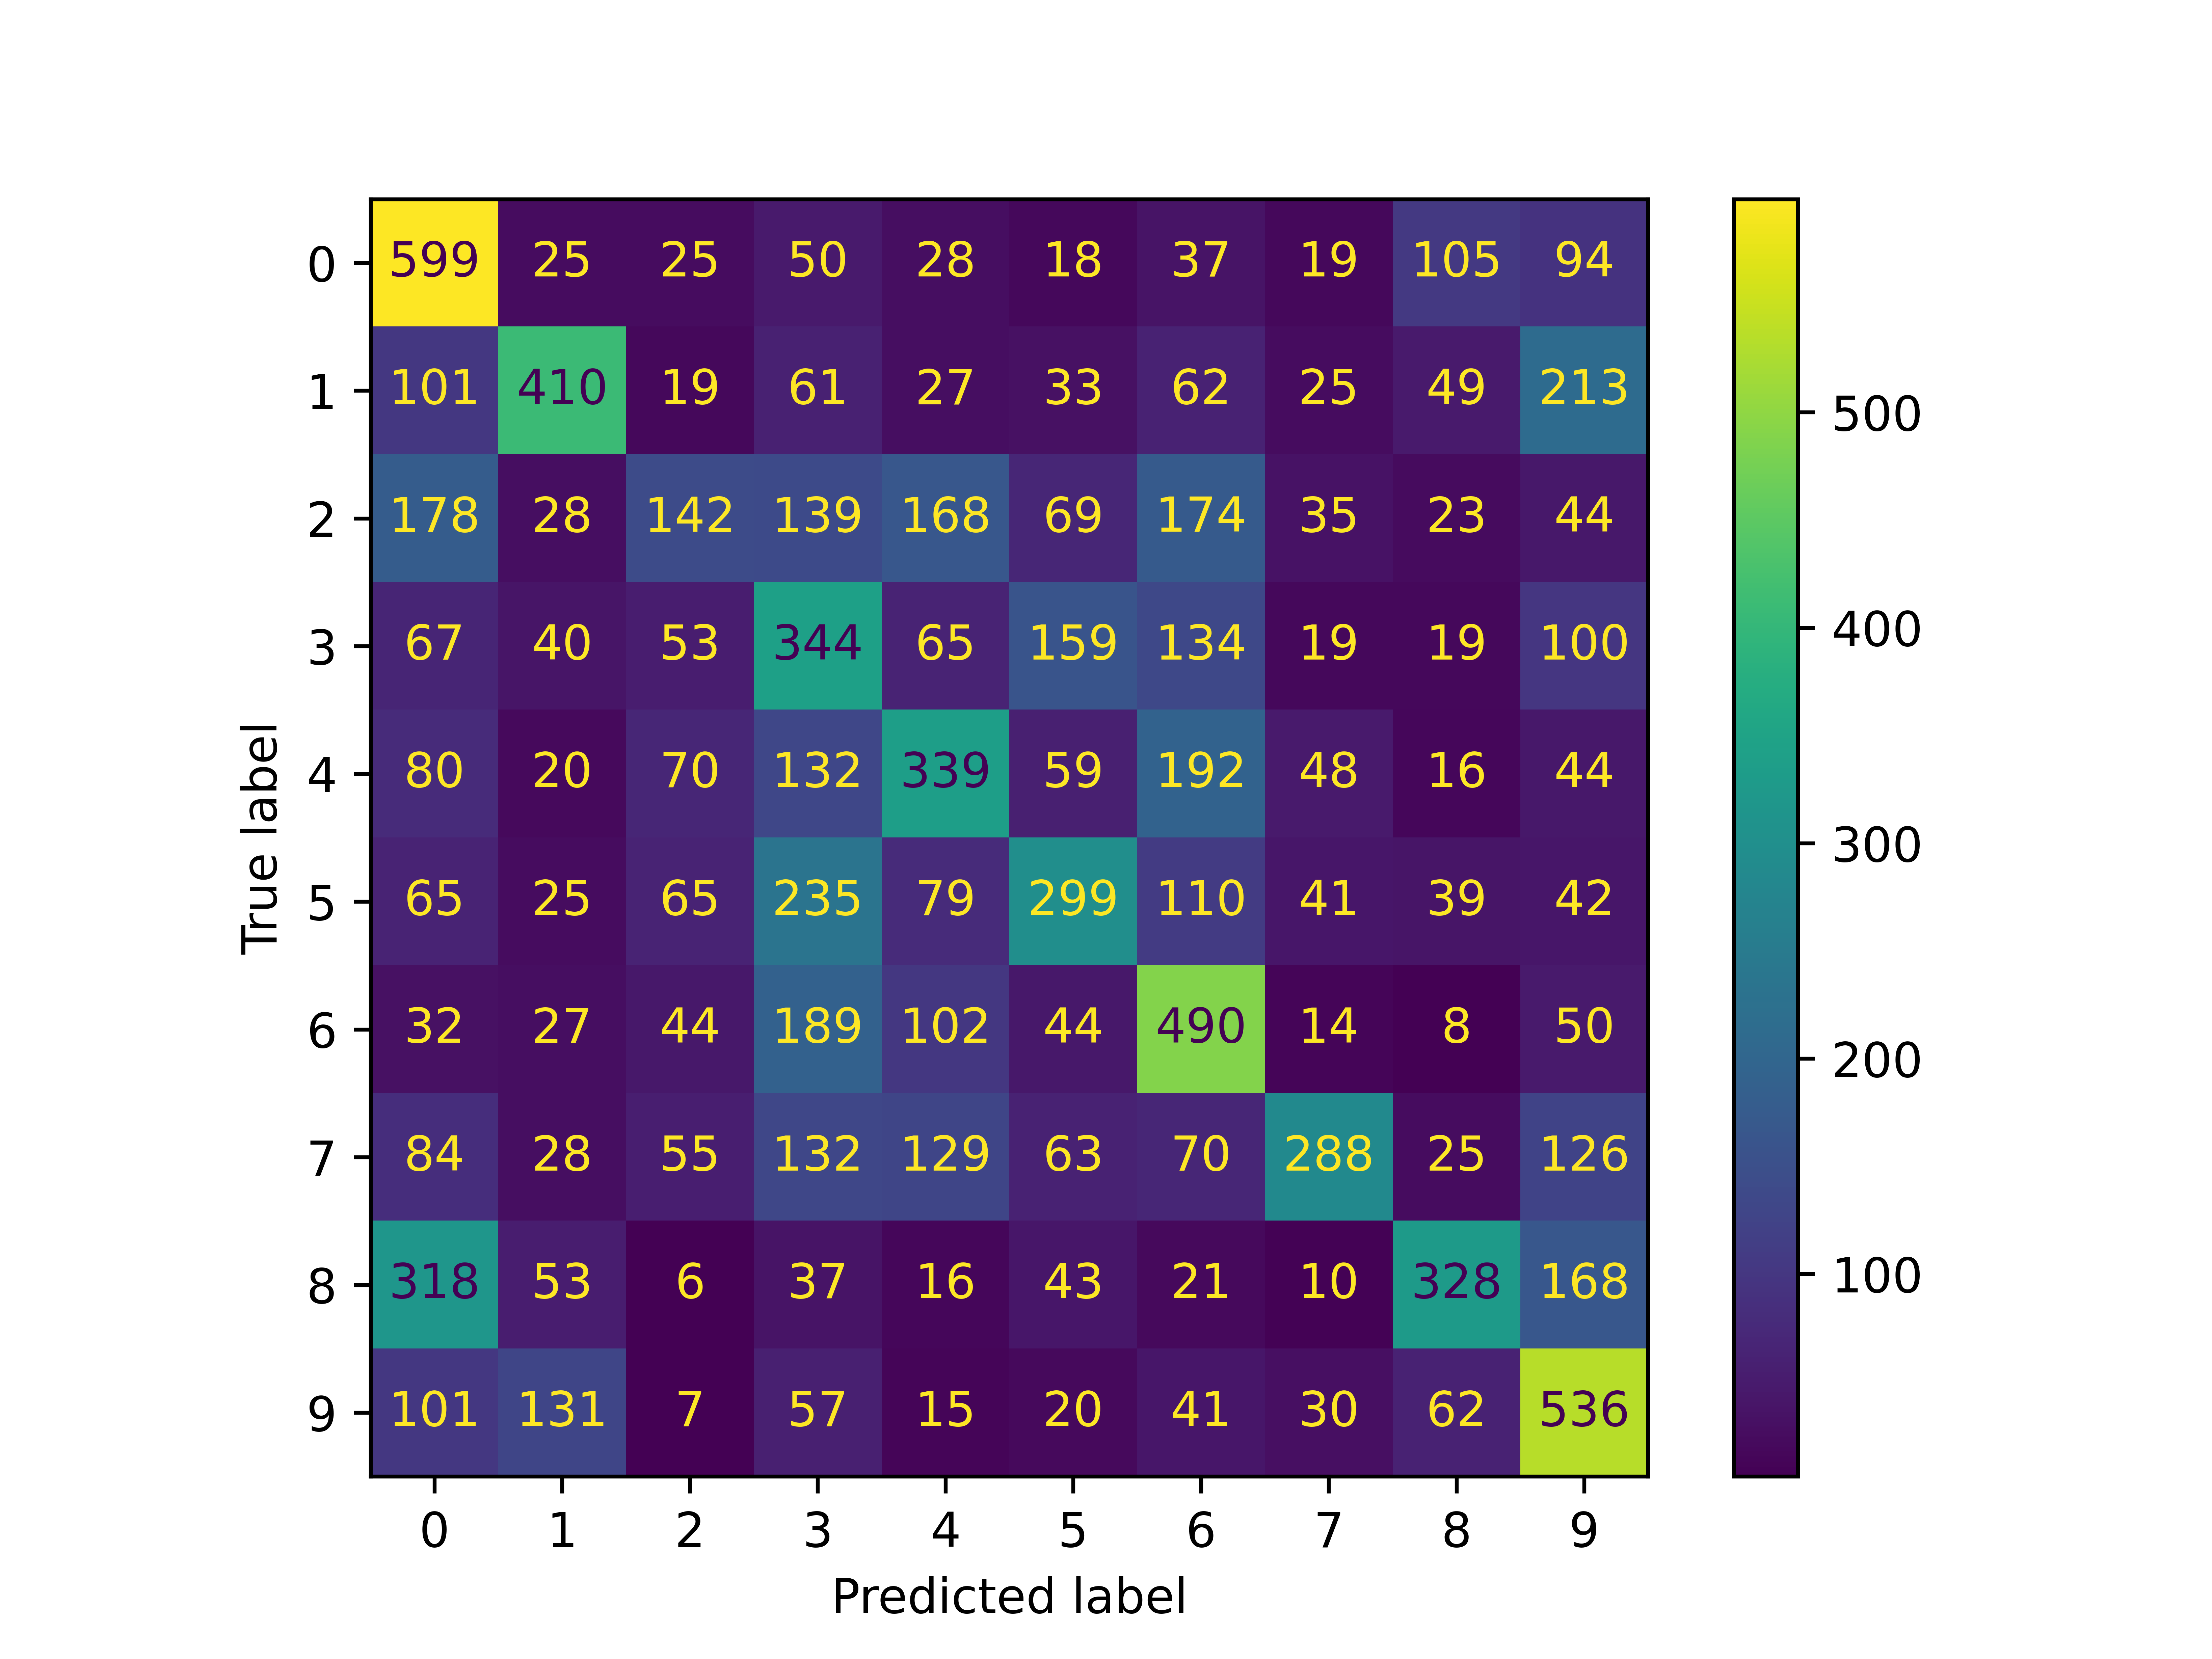 0 599 25 25 50 28 18 37 19 105 94
1 101 410 19 61 27 33 62 25 49 213
2 178 28 142 139 168 69 174 35 23 44
3 67 40 53 344 65 159 134 19 19 100
4 80 20 70 132 339 59 192 48 16 44
5 65 25 65 235 79 299 110 41 39 42
6 32 27 44 189 102 44 490 14 8 50
7 84 28 55 132 129 63 70 288 25 126
8 318 53 6 37 16 43 21 10 328 168
9 101 131 7 57 15 20 41 30 62 536
0 1 2 3 4 5 6 7 8 9
Predicted label
True label
500
400
300
200
100